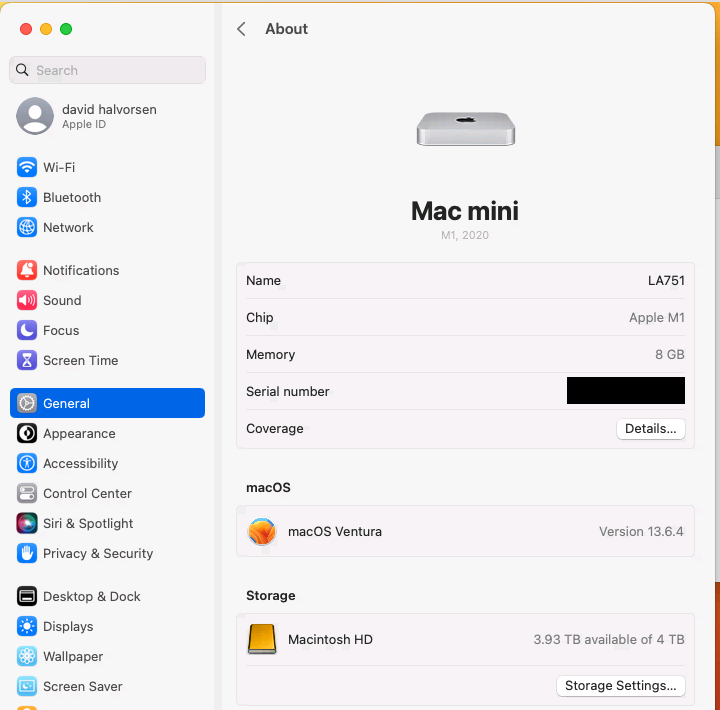 About
Search
david halvorsen
Apple ID
Wi-Fi
Bluetooth
Network
Notifications
Sound
Focus
Screen Time
General
Appearance
Accessibility
Control Center
Siri & Spotlight
Privacy & Security
Desktop & Dock
Displays
Wallpaper
Screen Saver
Mac mini
M1, 2020
Name LA751
Chip Apple M1
Memory 8 GB
Serial number
Coverage Details...
macOS
macOS Ventura Version 13.6.4
Storage
Macintosh HD 3.93 TB available of 4 TB
Storage Settings...